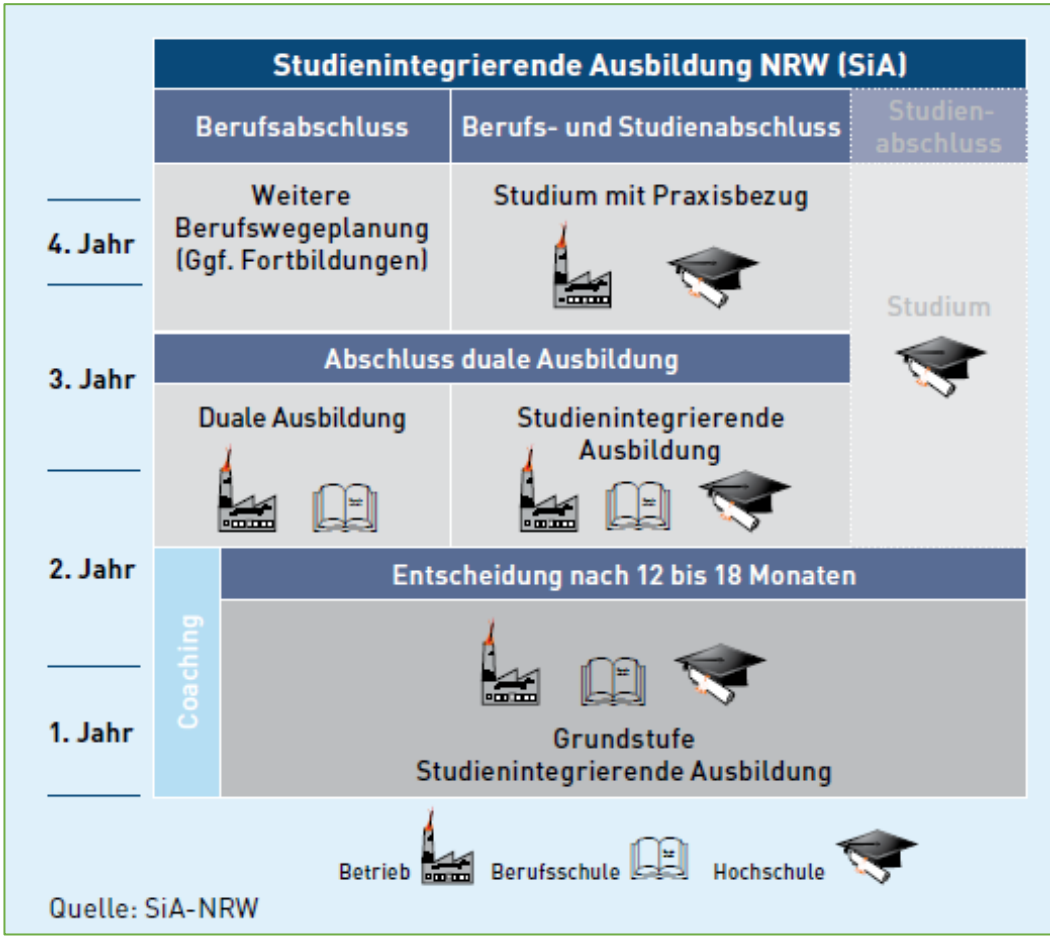 Studienintegrierende Ausbildung NRW (SiA)
Berufsabschluss
Berufs- und Studienabschluss
Studien-
abschluss
4. Jahr
Weitere
Berufswegeplanung
(Ggf. Fortbildungen)
Studium mit Praxisbezug
Studium
3. Jahr
Abschluss duale Ausbildung
Duale Ausbildung
Studienintegrierende
Ausbildung
2. Jahr
Coaching
Entscheidung nach 12 bis 18 Monaten
1. Jahr
Grundstufe
Studienintegrierende Ausbildung
Betrieb
Berufsschule
Hochschule
Quelle: SiA-NRW